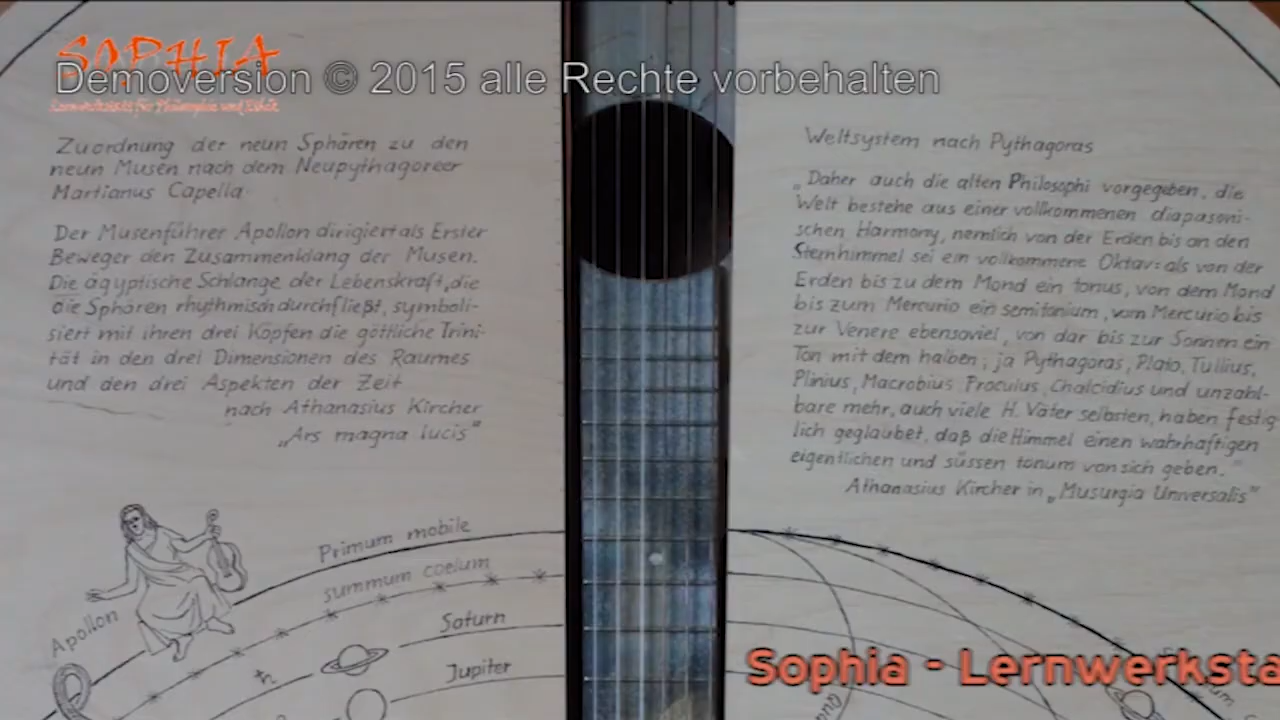 SOPHIA
Demoversion © 2015 alle Rechte vorbehalten
Lernwerkstatt für Philosophie und Ethik
Zuordnung der neun Sphären zu den
neun Musen nach dem Neupythagoreer
Martianus Capella
Der Musenführer Apollon dirigiert als Erster
Beweger den Zusammenklang der Musen.
Die ägyptische Schlange der Lebenskraft, die
die Sphären rhythmisch durchfließt, symboli-
siert mit ihren drei Köpfen die göttliche Trini-
tät in den drei Dimensionen des Raumes
und den drei Aspekten der Zeit
nach Athanasius Kircher
„Ars magna lucis"
Weltsystem nach Pythagoras
„Daher auch die alten Philosophi vorgegeben, die
Welt bestehe aus einer vollkommenen diapasoni-
schen Harmony, nemlich von der Erden bis an den
Sternhimmel sei ein vollkommene Oktav: als von der
Erden bis zu dem Mond ein tonus, von dem Mond
bis zum Mercurio ein semitonium, vom Mercurio bis
zur Venere ebensoviel, von dar bis zur Sonnen ein
Ton mit dem halben; ja Pythagoras, Plato, Tullius,
Plinius, Macrobius, Proculus, Chalcidius und unzahl-
bare mehr, auch viele H. Väter selbsten, haben festig-
lich geglaubet, daß die Himmel einen wahrhaftigen
eigentlichen und süssen tonum von sich geben."
Athanasius Kircher in „Musurgia Universalis"
Primum mobile
summum coelum
Apollon
Saturn
Jupiter
Sophia - Lernwerksta